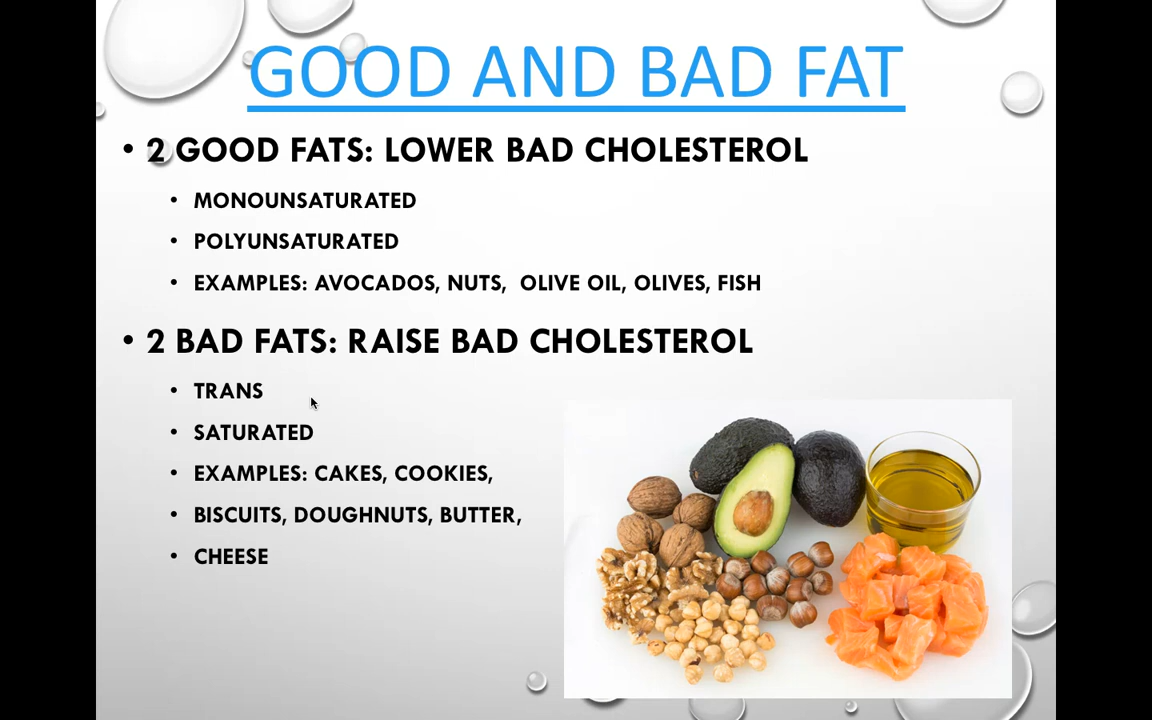 GOOD AND BAD FAT
• 2 GOOD FATS: LOWER BAD CHOLESTEROL
• MONOUNSATURATED
• POLYUNSATURATED
• EXAMPLES: AVOCADOS, NUTS,  OLIVE OIL, OLIVES, FISH
• 2 BAD FATS: RAISE BAD CHOLESTEROL
• TRANS
• SATURATED
• EXAMPLES: CAKES, COOKIES,
• BISCUITS, DOUGHNUTS, BUTTER,
• CHEESE